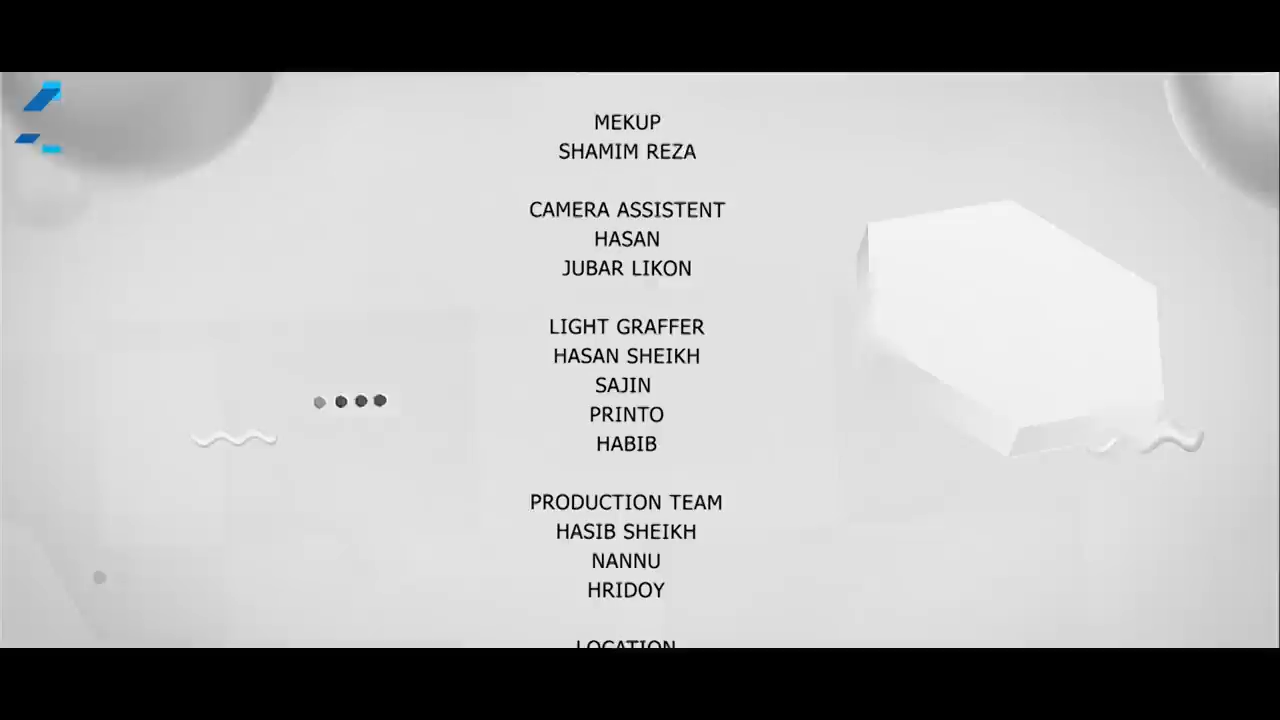 MEKUP
SHAMIM REZA
CAMERA ASSISTENT
HASAN
JUBAR LIKON
LIGHT GRAFFER
HASAN SHEIKH
SAJIN
PRINTO
HABIB
PRODUCTION TEAM
HASIB SHEIKH
NANNU
HRIDOY
LOCATION